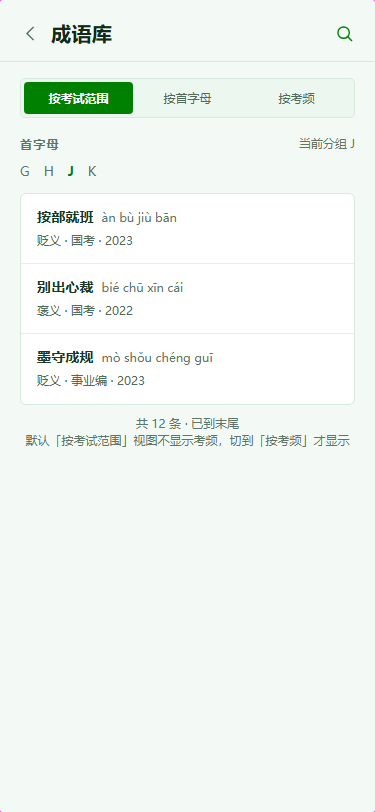 成语库
按考试范围 按首字母 按考频
首字母 当前分组 J
G H J K
按部就班 àn bù jiù bān
贬义 · 国考 · 2023
别出心裁 bié chū xīn cái
褒义 · 国考 · 2022
墨守成规 mò shǒu chéng guī
贬义 · 事业编 · 2023
共 12 条 · 已到末尾
默认「按考试范围」视图不显示考频，切到「按考频」才显示